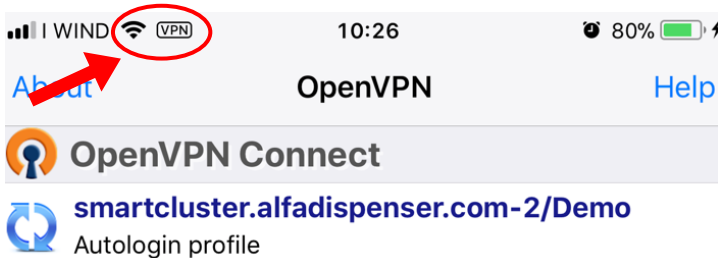 I WIND VPN 10:26 80%
About OpenVPN Help
OpenVPN Connect
smartcluster.alfadispenser.com-2/Demo
Autologin profile